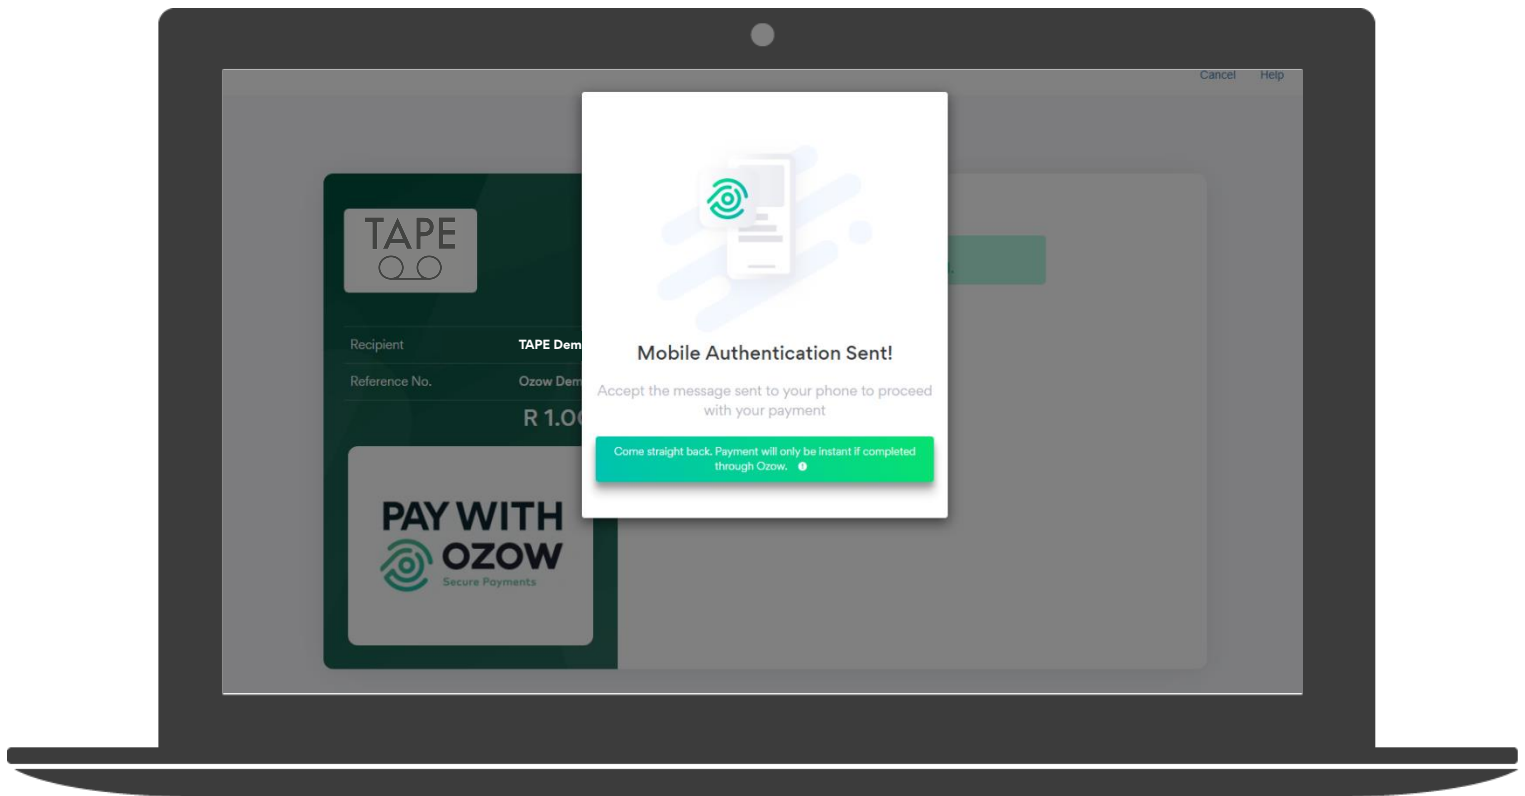 Cancel Help
TAPE
Recipient TAPE Dem
Reference No. Ozow Dem
R 1.00
PAY WITH
OZOW
Secure Payments
Mobile Authentication Sent!
Accept the message sent to your phone to proceed
with your payment
Come straight back. Payment will only be instant if completed
through Ozow.